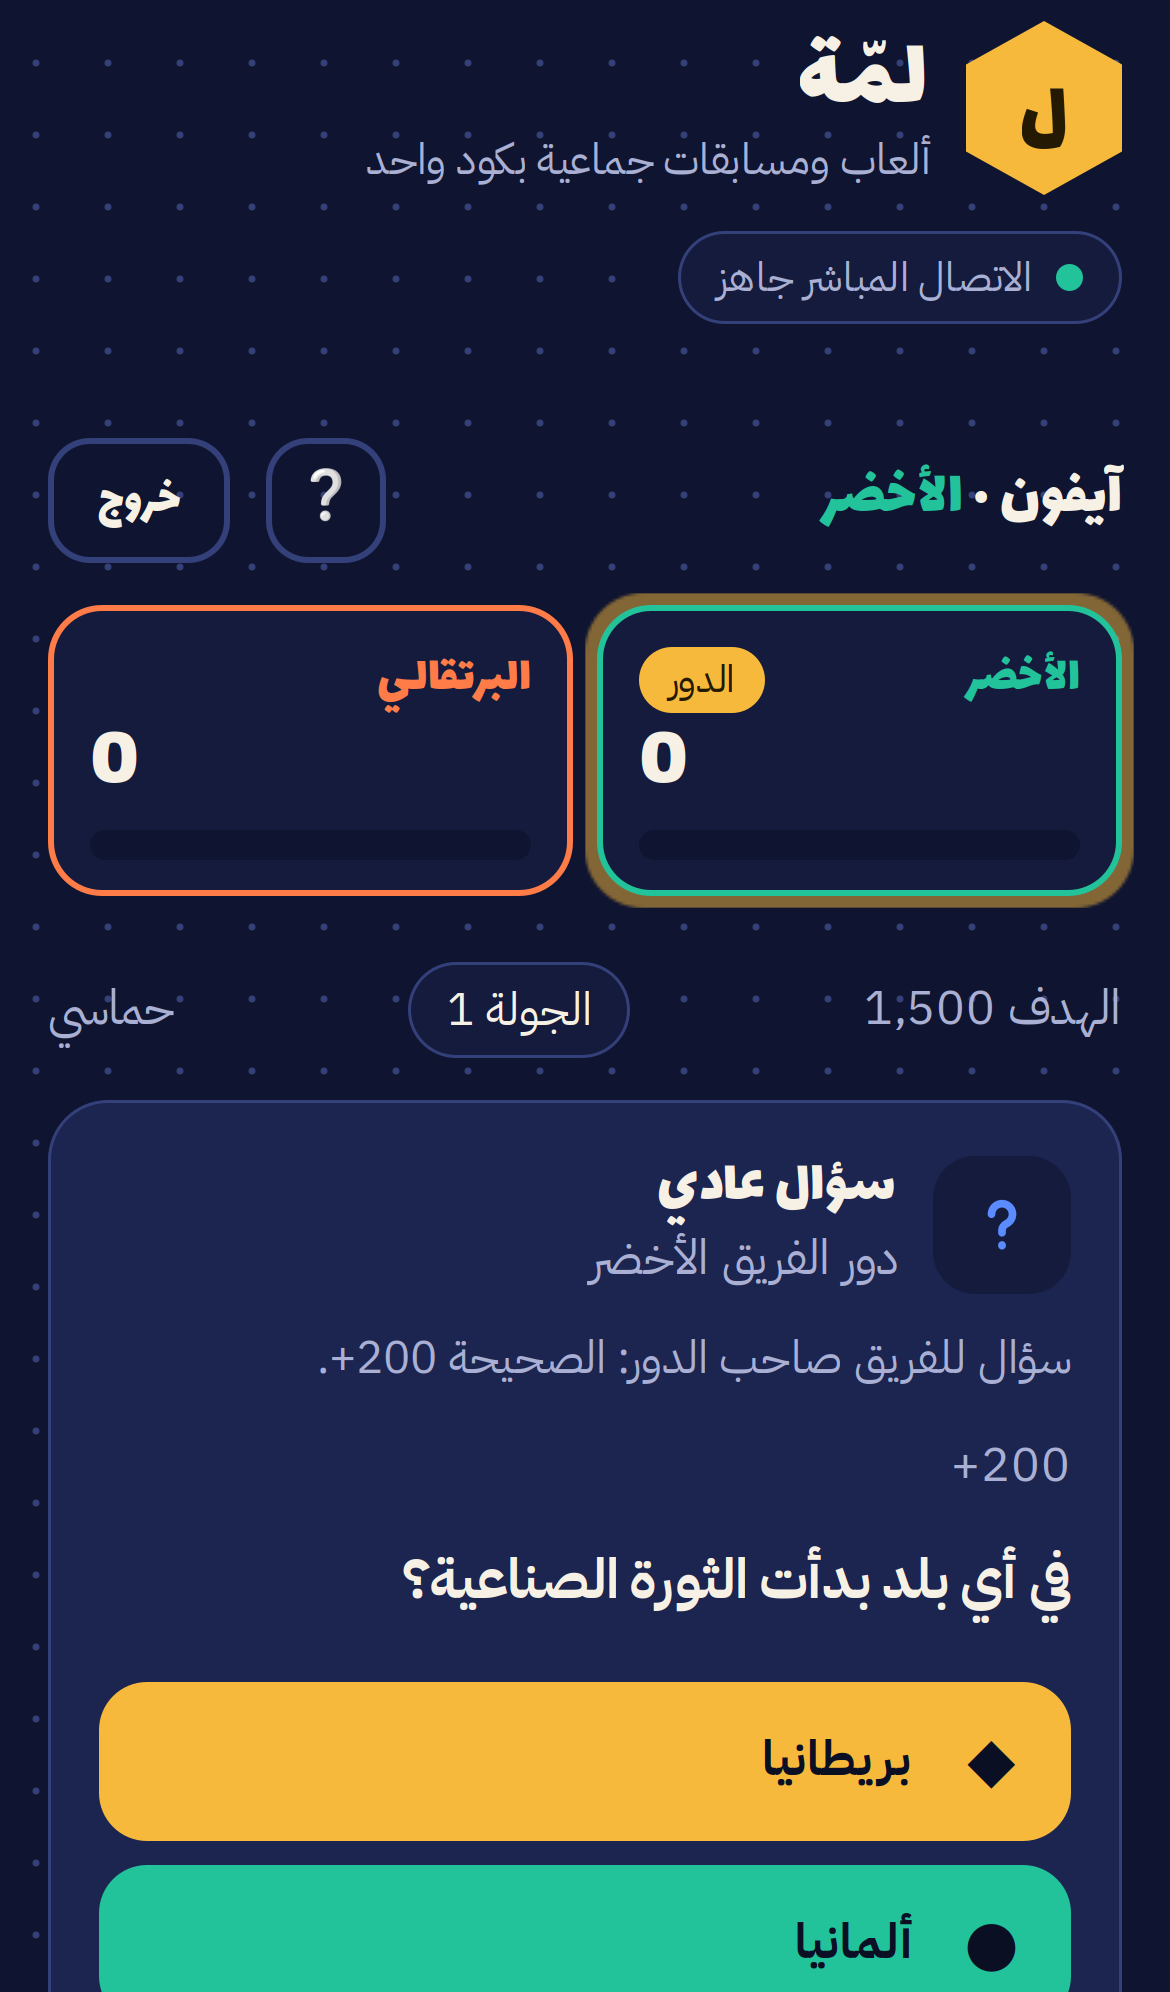 ل
لمّة
ألعاب ومسابقات جماعية بكود واحد
الاتصال المباشر جاهز
آيفون · الأخضر
?
خروج
الأخضر
الدور
0
البرتقالي
0
الهدف 1,500
الجولة 1
حماسي
?
سؤال عادي
دور الفريق الأخضر
سؤال للفريق صاحب الدور: الصحيحة 200+.
+200
في أي بلد بدأت الثورة الصناعية؟
بريطانيا
ألمانيا